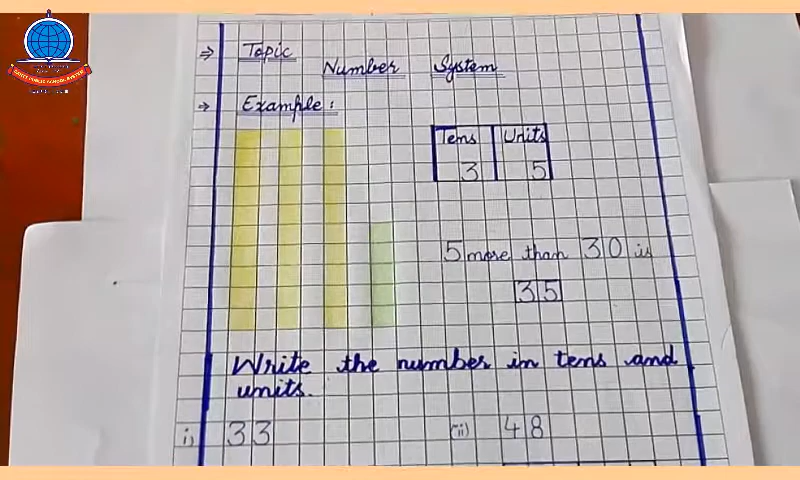 ⇒ Topic
Number System
→ Example:
Tens Units
3 5
5 more than 30 is
35
Write the number in tens and
units.
i) 33 (ii) 48